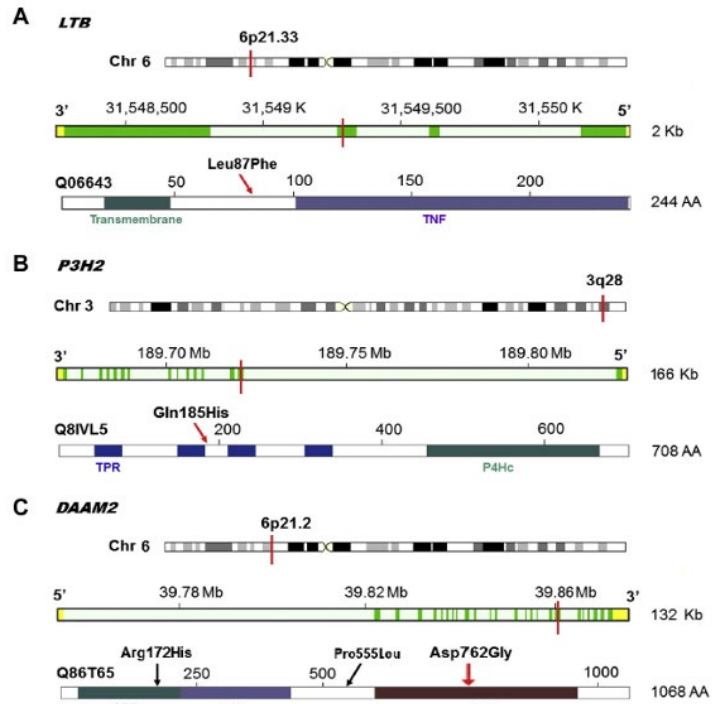 A
LTB
6p21.33
Chr 6
3' 31,548,500 31,549 K 31,549,500 31,550 K 5'
2 Kb
Leu87Phe
Q06643 50 100 150 200
244 AA
Transmembrane TNF
B
P3H2
3q28
Chr 3
3' 189.70 Mb 189.75 Mb 189.80 Mb 5'
166 Kb
Gln185His
Q8IVL5 200 400 600
708 AA
TPR P4Hc
C
DAAM2
6p21.2
Chr 6
5' 39.78 Mb 39.82 Mb 39.86 Mb 3'
132 Kb
Arg172His Pro555Leu Asp762Gly
Q86T65 250 500 1000
1068 AA